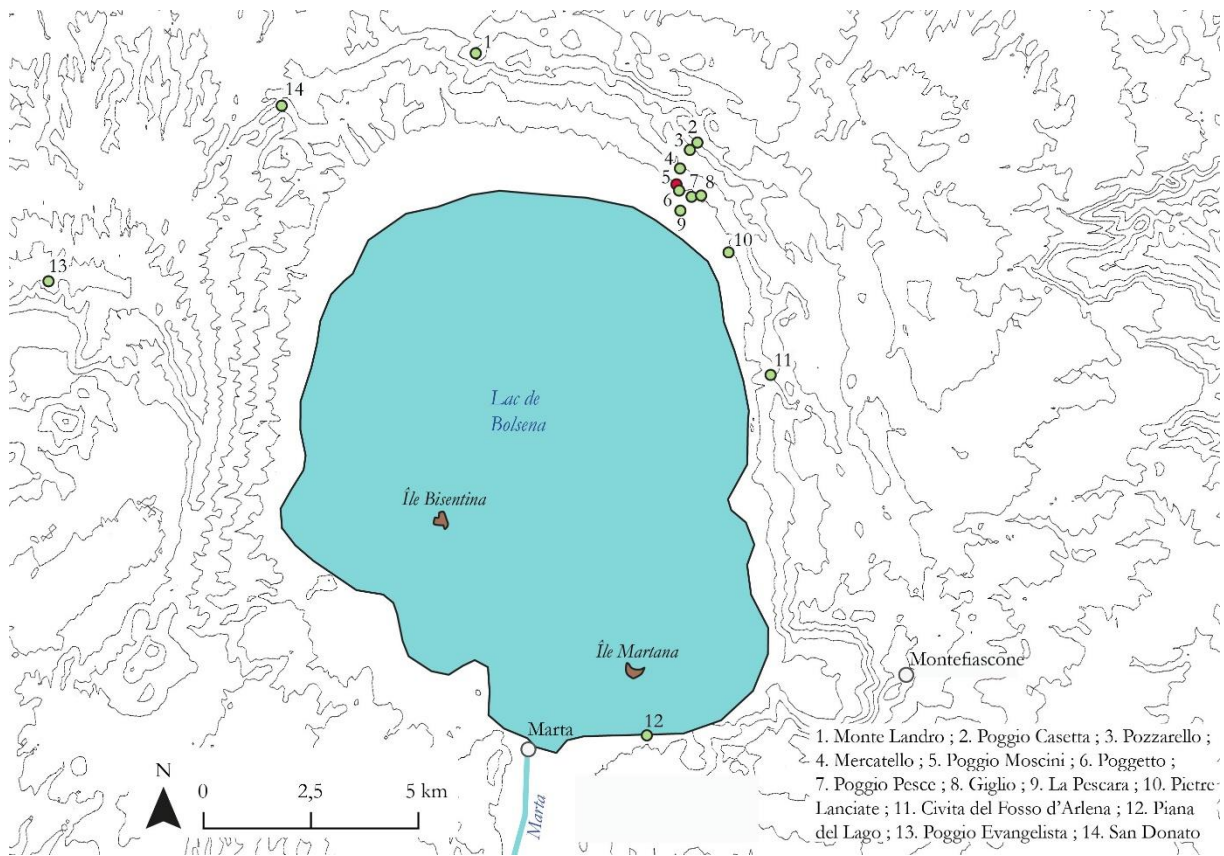 1
14
2
3
4
5
7
8
6
9
10
13
11
Lac de
Bolsena
Île Bisentina
Île Martana
Montefiascone
12
Marta
N
0
2,5
5 km
Marta
1. Monte Landro ; 2. Poggio Casetta ; 3. Pozzarello ;
4. Mercatello ; 5. Poggio Moscini ; 6. Poggetto ;
7. Poggio Pesce ; 8. Giglio ; 9. La Pescara ; 10. Pietre
Lanciate ; 11. Civita del Fosso d'Arlena ; 12. Piana
del Lago ; 13. Poggio Evangelista ; 14. San Donato